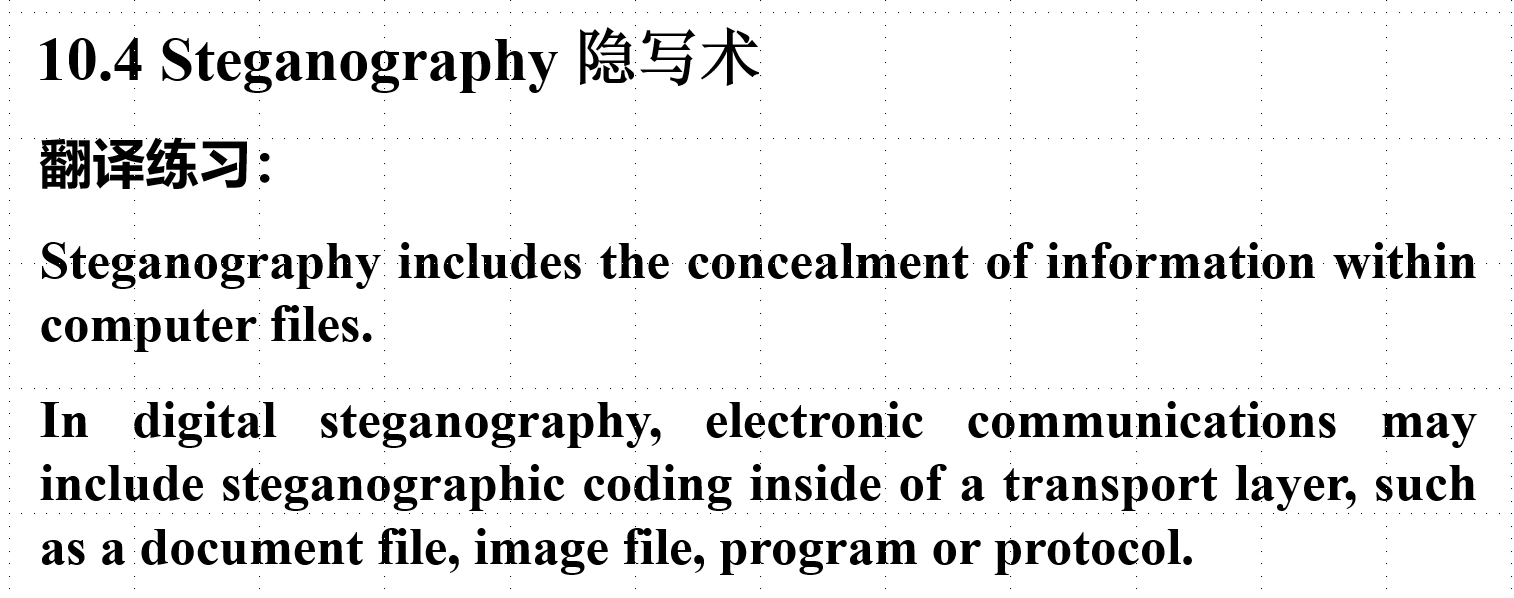 10.4 Steganography 隐写术
翻译练习：
Steganography includes the concealment of information within
computer files.
In digital steganography, electronic communications may
include steganographic coding inside of a transport layer, such
as a document file, image file, program or protocol.